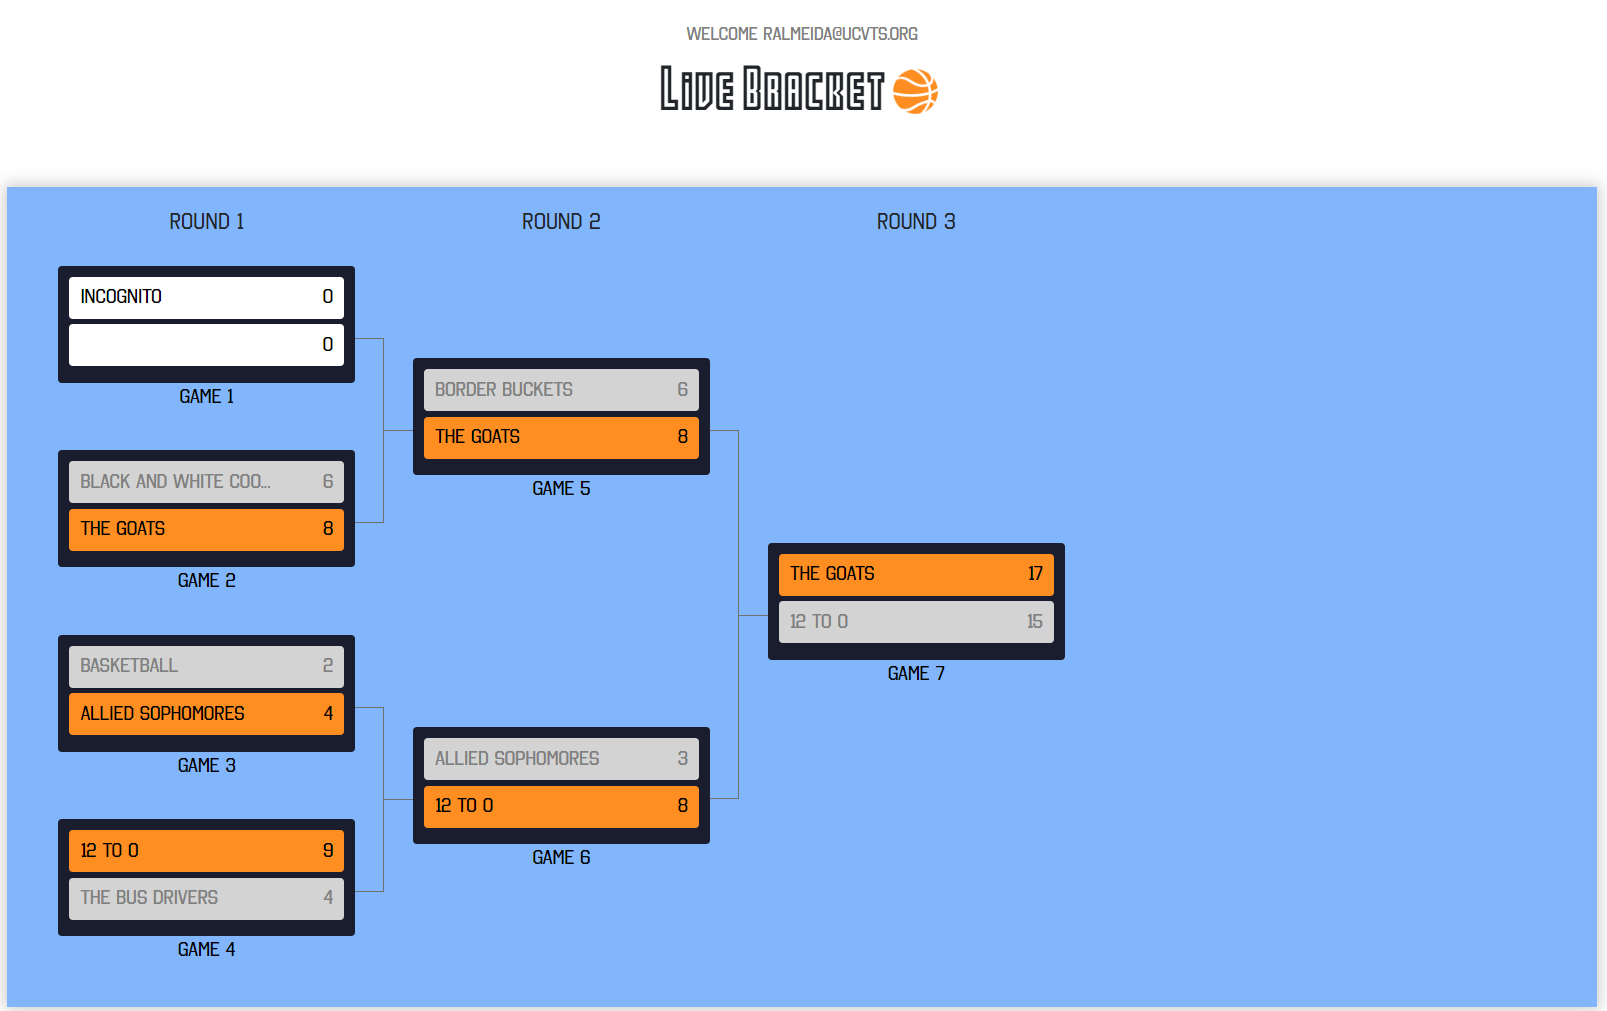 WELCOME RALMEIDA@UCVTS.ORG
LIVE BRACKET
ROUND 1
ROUND 2
ROUND 3
INCOGNITO 0
0
GAME 1
BLACK AND WHITE COO... 6
THE GOATS 8
GAME 2
BASKETBALL 2
ALLIED SOPHOMORES 4
GAME 3
12 TO 0 9
THE BUS DRIVERS 4
GAME 4
BORDER BUCKETS 6
THE GOATS 8
GAME 5
ALLIED SOPHOMORES 3
12 TO 0 8
GAME 6
THE GOATS 17
12 TO 0 15
GAME 7